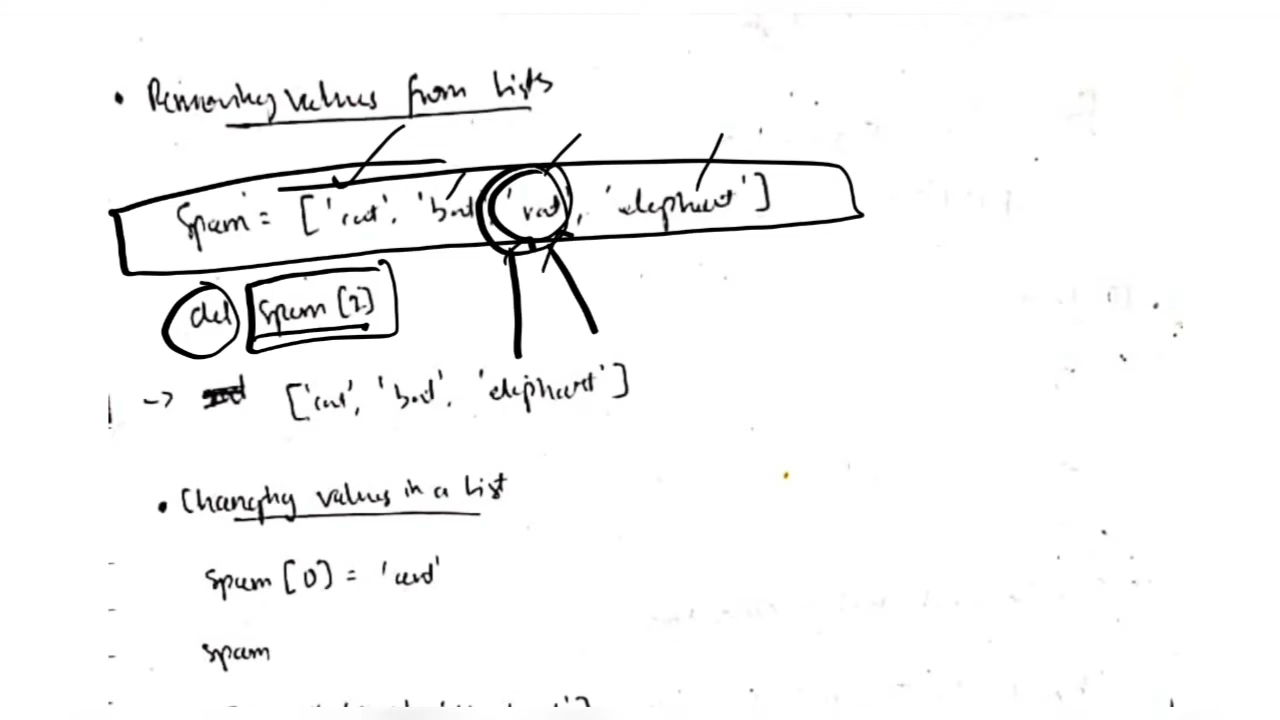 • Removing values from Lists
Spam = ['cat', 'bat', 'rat', 'elephant']
del Spam[2]
-> ['cat', 'bat', 'elephant']
• Changing values in a List
Spam[0] =
Spam